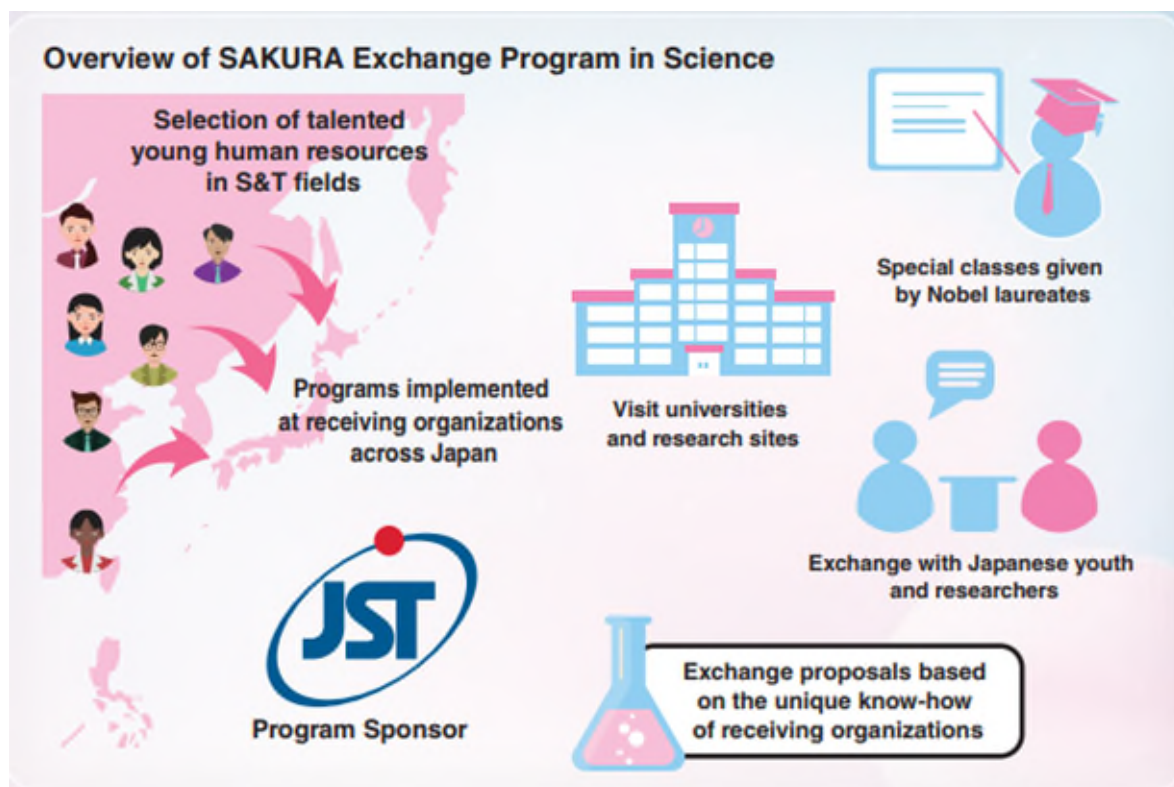 Overview of SAKURA Exchange Program in Science
Selection of talented
young human resources
in S&T fields
Programs implemented
at receiving organizations
across Japan
JST
Program Sponsor
Visit universities
and research sites
Special classes given
by Nobel laureates
Exchange with Japanese youth
and researchers
Exchange proposals based
on the unique know-how
of receiving organizations